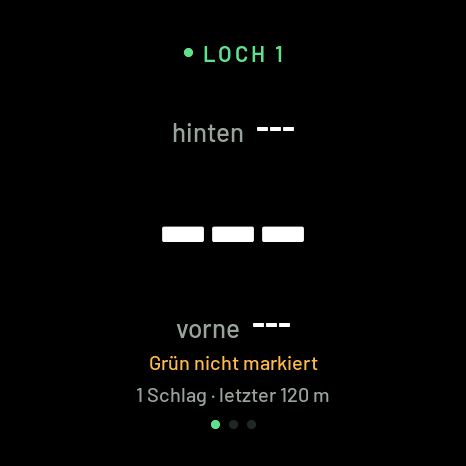 LOCH 1
hinten ---
---
vorne ---
Grün nicht markiert
1 Schlag · letzter 120 m